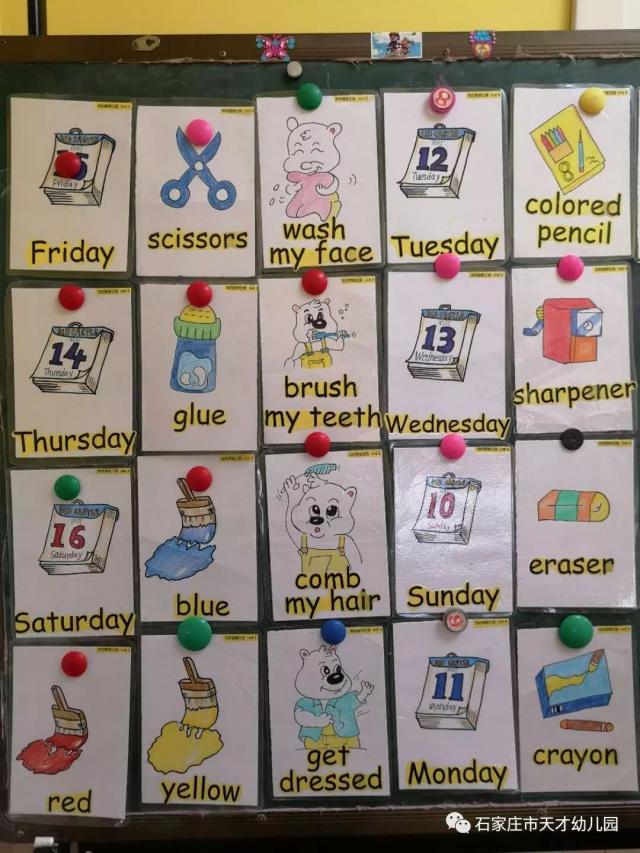 Friday
Friday
scissors
wash
my face
12
Tuesday
Tuesday
colored
pencil
14
Thursday
Thursday
glue
brush
my teeth
13
Wednesday
Wednesday
sharpener
16
Saturday
Saturday
blue
comb
my hair
10
Sunday
Sunday
eraser
red
yellow
get
dressed
11
Monday
Monday
crayon
石家庄市天才幼儿园